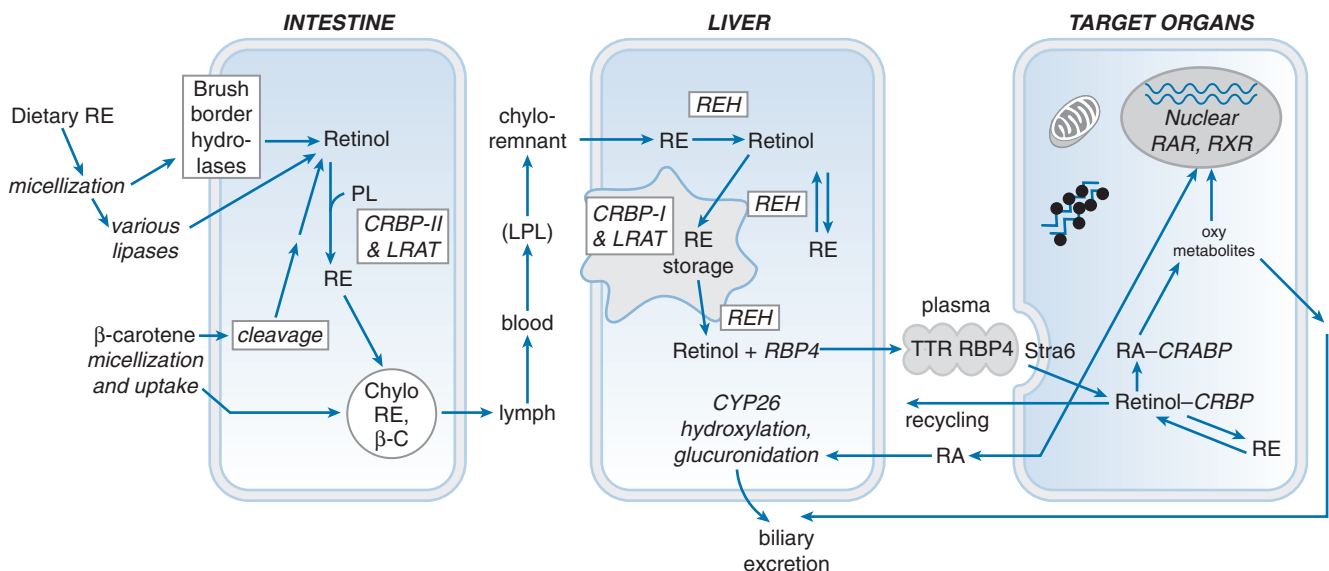 INTESTINE
LIVER
TARGET ORGANS
Dietary RE
micellization
various
lipases
Brush
border
hydro-
lases
Retinol
PL
CRBP-II
& LRAT
RE
β-carotene
micellization
and uptake
cleavage
Chylo
RE,
β-C
lymph
blood
(LPL)
chylo-
remnant
RE
REH
Retinol
CRBP-I
& LRAT
RE
storage
REH
RE
REH
Retinol + RBP4
CYP26
hydroxylation,
glucuronidation
biliary
excretion
plasma
TTR RBP4
Stra6
recycling
RA
Nuclear
RAR, RXR
oxy
metabolites
RA–CRABP
Retinol–CRBP
RE